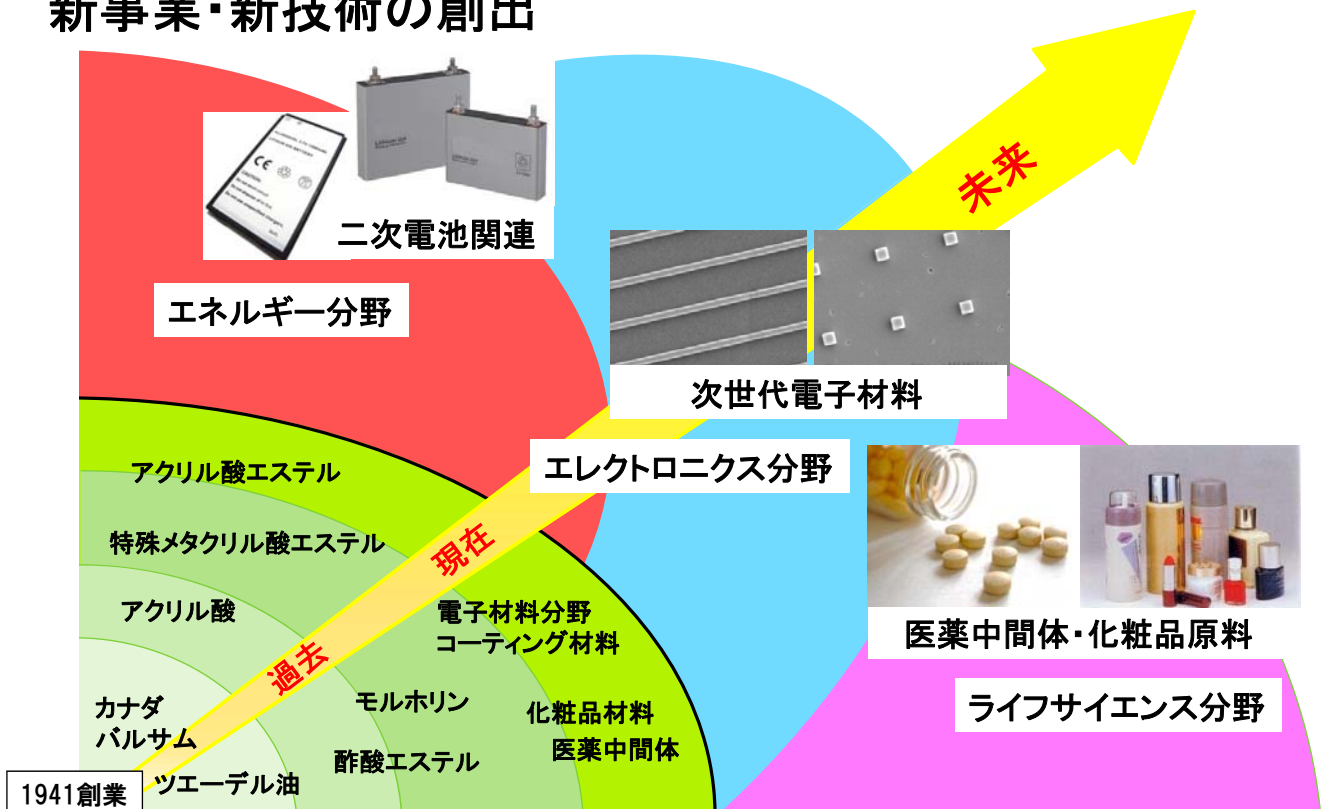 新事業・新技術の創出
二次電池関連
エネルギー分野
未来
次世代電子材料
エレクトロニクス分野
医薬中間体・化粧品原料
ライフサイエンス分野
アクリル酸エステル
特殊メタクリル酸エステル
現在
アクリル酸
電子材料分野
コーティング材料
過去
カナダ
バルサム
モルホリン
化粧品材料
医薬中間体
酢酸エステル
ツエーデル油
1941創業